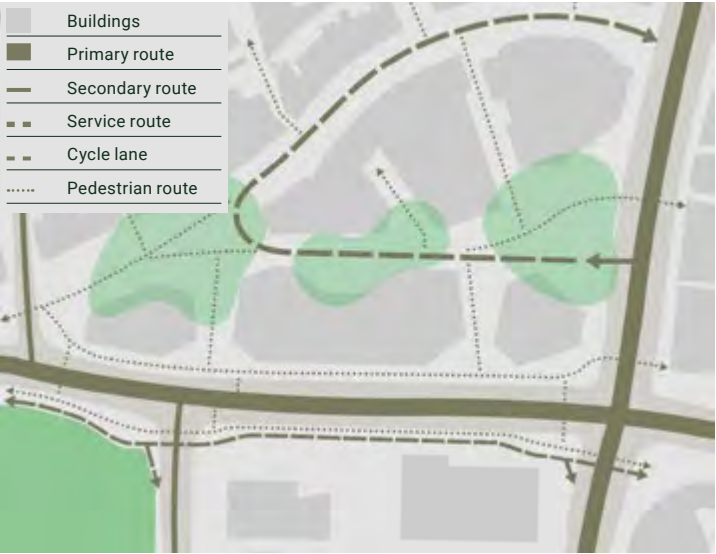 Buildings
Primary route
Secondary route
Service route
Cycle lane
Pedestrian route